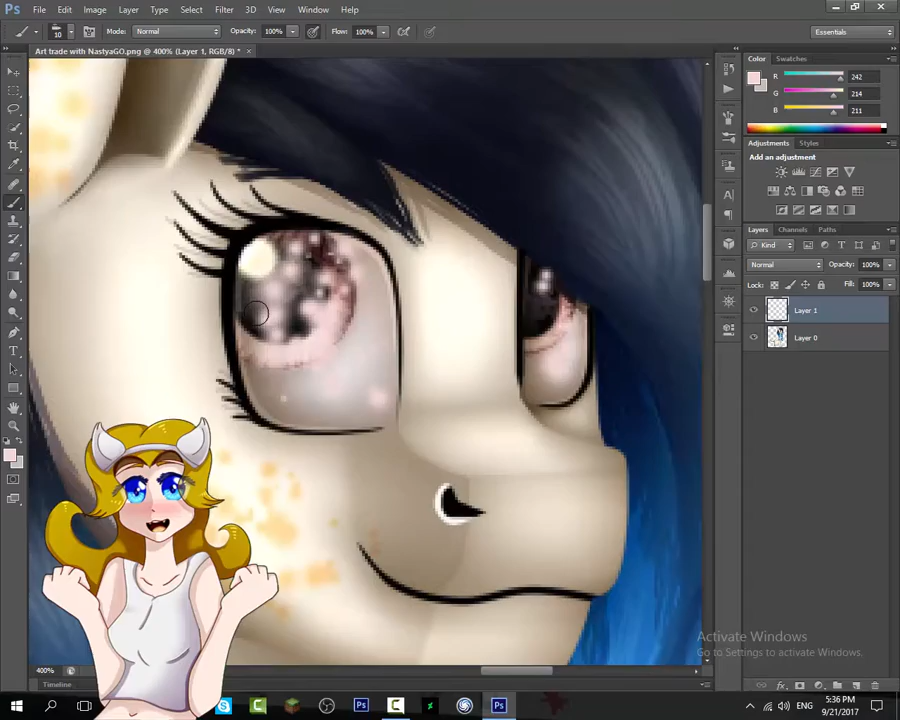 Ps File Edit Image Layer Type Select Filter 3D View Window Help
10 Mode: Normal Opacity: 100% Flow: 100% Essentials
Art trade with NastyaGO.png @ 400% (Layer 1, RGB/8) * ×
Color Swatches
R 242
G 214
B 211
Adjustments Styles
Add an adjustment
Layers Channels Paths
Kind
Normal Opacity: 100%
Lock: Fill: 100%
Layer 1
Layer 0
Activate Windows
Go to Settings to activate Windows.
400%
Timeline
ENG 5:36 PM
9/21/2017